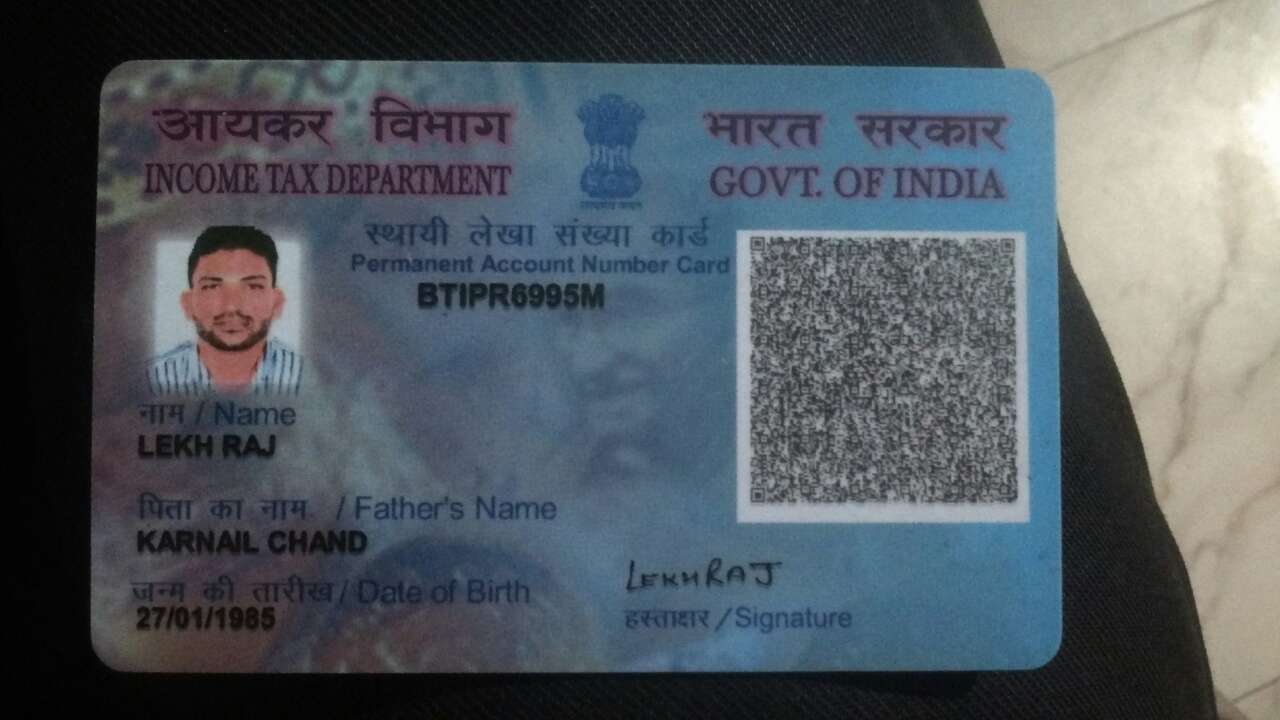 आयकर विभाग
INCOME TAX DEPARTMENT
भारत सरकार
GOVT. OF INDIA
स्थायी लेखा संख्या कार्ड
Permanent Account Number Card
BTIPR6995M
नाम / Name
LEKH RAJ
पिता का नाम / Father's Name
KARNAIL CHAND
जन्म की तारीख / Date of Birth
27/01/1985
LEKHRAJ
हस्ताक्षर / Signature